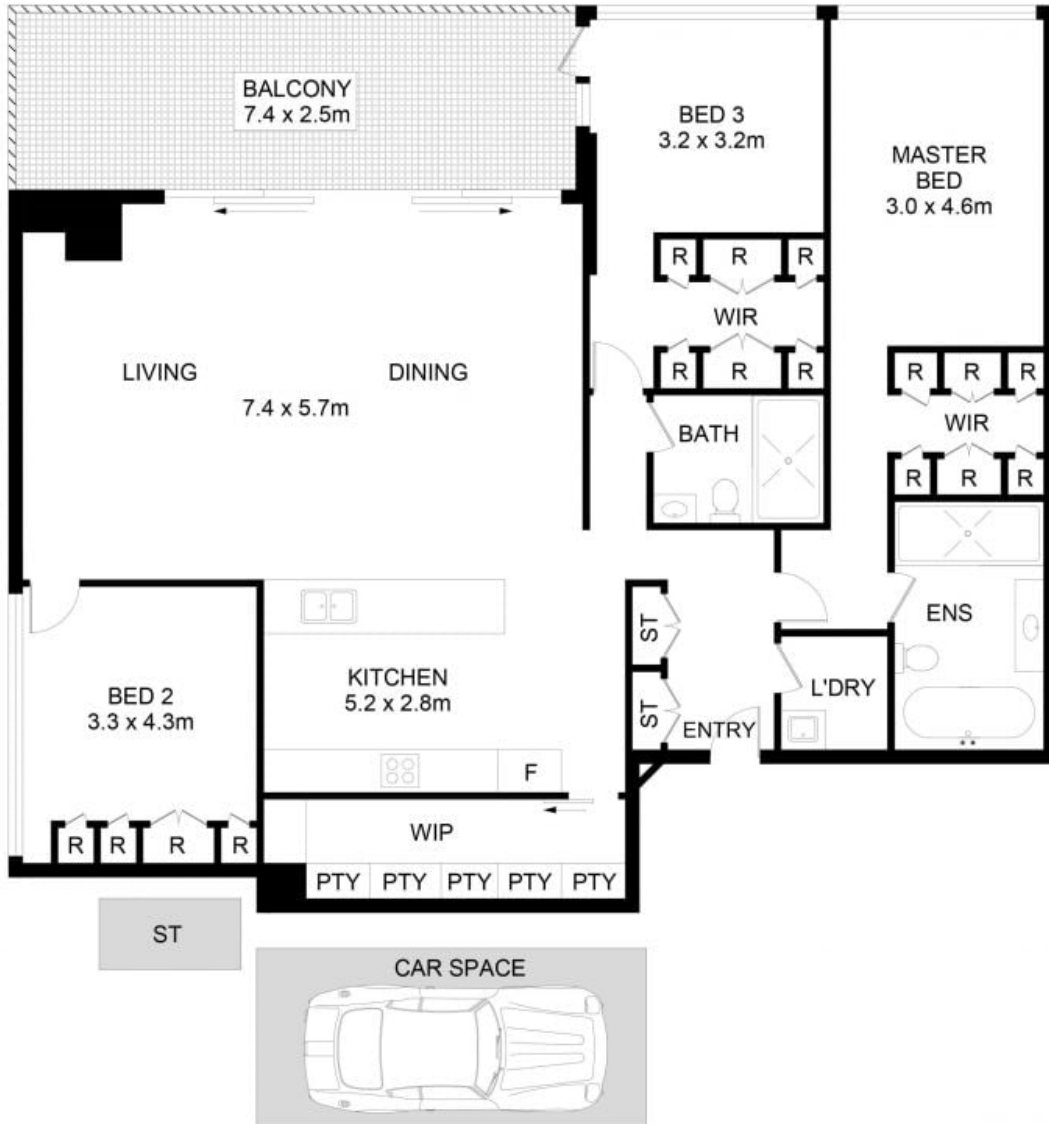 BALCONY
7.4 x 2.5m
BED 3
3.2 x 3.2m
MASTER
BED
3.0 x 4.6m
R R R
WIR
R R R
LIVING
DINING
7.4 x 5.7m
R R R
WIR
R R R
BATH
ENS
BED 2
3.3 x 4.3m
KITCHEN
5.2 x 2.8m
ST
ST
L'DRY
ENTRY
F
R R R R
WIP
PTY PTY PTY PTY PTY
ST
CAR SPACE